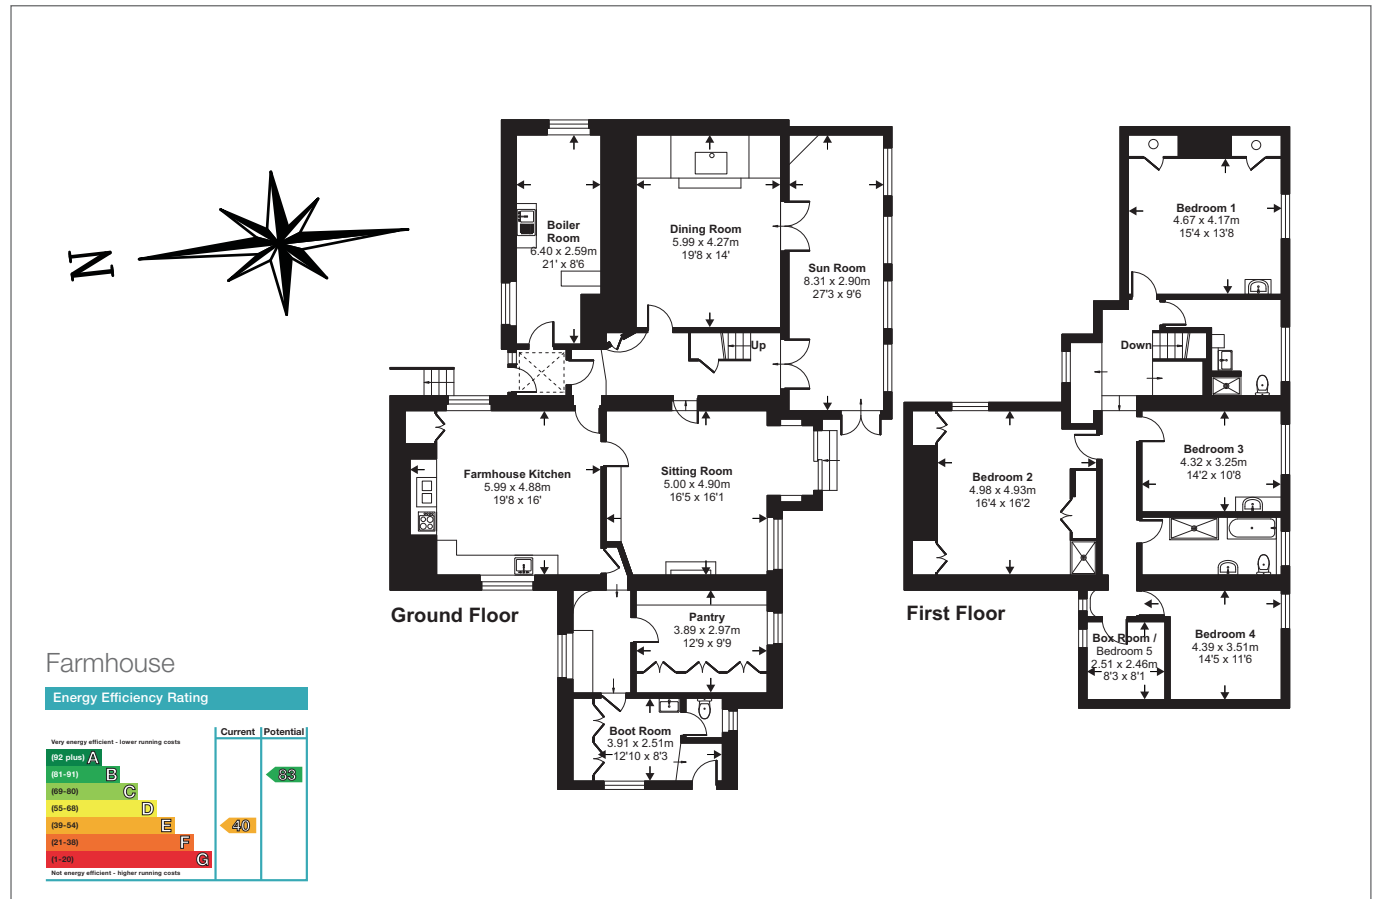 N
Boiler
Room
6.40 x 2.59m
21' x 8'6
Dining Room
5.99 x 4.27m
19'8 x 14'
Sun Room
8.31 x 2.90m
27'3 x 9'6
Up
Farmhouse Kitchen
5.99 x 4.88m
19'8 x 16'
Sitting Room
5.00 x 4.90m
16'5 x 16'1
Ground Floor
Pantry
3.89 x 2.97m
12'9 x 9'9
Boot Room
3.91 x 2.51m
12'10 x 8'3
Bedroom 1
4.67 x 4.17m
15'4 x 13'8
Down
Bedroom 2
4.98 x 4.93m
16'4 x 16'2
Bedroom 3
4.32 x 3.25m
14'2 x 10'8
First Floor
Box Room /
Bedroom 5
2.51 x 2.46m
8'3 x 8'1
Bedroom 4
4.39 x 3.51m
14'5 x 11'6
Farmhouse
Energy Efficiency Rating
Current Potential
Very energy efficient - lower running costs
(92 plus) A
(81-91) B 83
(69-80) C
(55-68) D
(39-54) E 40
(21-38) F
(1-20) G
Not energy efficient - higher running costs